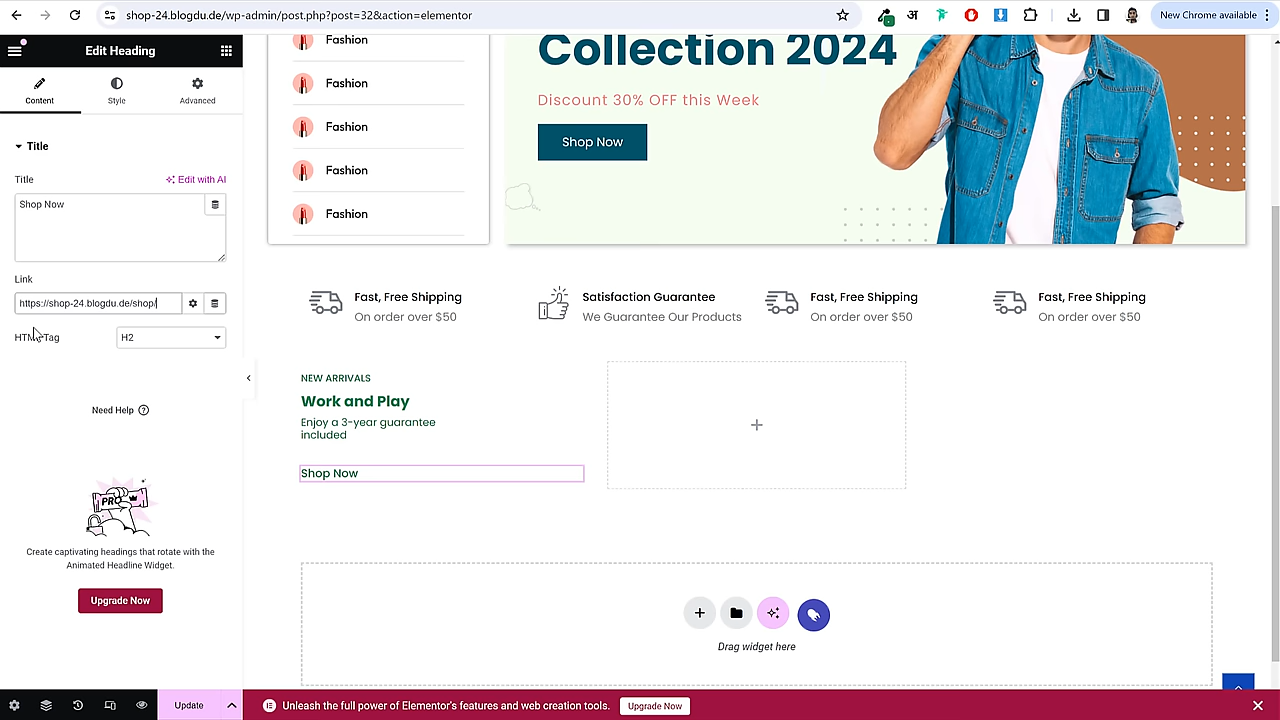 shop-24.blogdu.de/wp-admin/post.php?post=32&action=elementor
अ
New Chrome available
Edit Heading
Content
Style
Advanced
Title
Title
Edit with AI
Shop Now
Link
https://shop-24.blogdu.de/shop/
HTML Tag
H2
Need Help
?
PRO
Create captivating headings that rotate with the
Animated Headline Widget.
Upgrade Now
Update
Fashion
Fashion
Fashion
Fashion
Fashion
Collection 2024
Discount 30% OFF this Week
Shop Now
Fast, Free Shipping
On order over $50
Satisfaction Guarantee
We Guarantee Our Products
Fast, Free Shipping
On order over $50
Fast, Free Shipping
On order over $50
NEW ARRIVALS
Work and Play
Enjoy a 3-year guarantee
included
Shop Now
Drag widget here
Unleash the full power of Elementor's features and web creation tools.
Upgrade Now